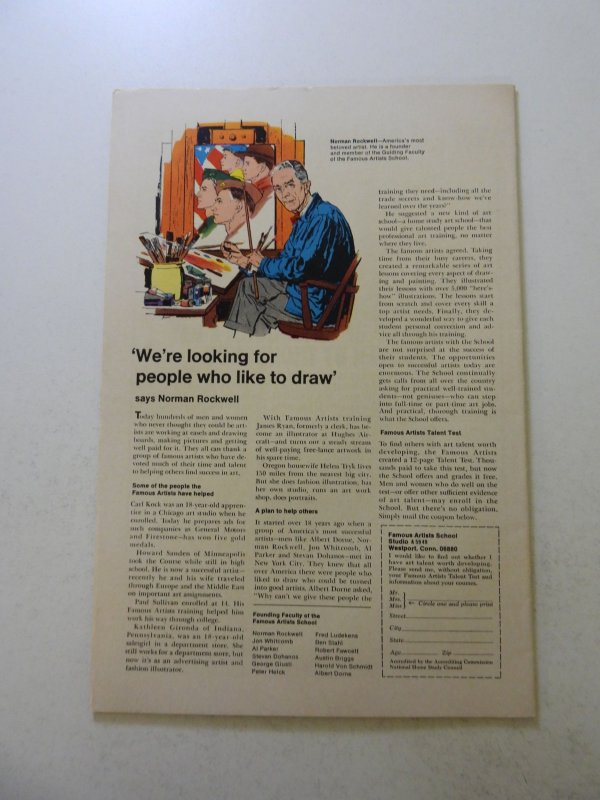 Norman Rockwell—America's most
beloved artist. He is a founder
and member of the Guiding Faculty
of the Famous Artists School.
'We're looking for
people who like to draw'
says Norman Rockwell
Today hundreds of men and women
who never thought they could be art-
ists are working at easels and drawing
boards, making pictures and getting
well paid for it. They all can thank a
group of famous artists who have de-
voted much of their time and talent
to helping others find success in art.
Some of the people the
Famous Artists have helped
Carl Kock was an 18-year-old appren-
tice in a Chicago art studio when he
enrolled. Today he prepares ads for
such companies as General Motors
and Firestone—has won five gold
medals.
Howard Sanden of Minneapolis
took the Course while still in high
school. He is now a successful artist—
recently he and his wife traveled
through Europe and the Middle East
on important art assignments.
Paul Sullivan enrolled at 14. His
Famous Artists training helped him
work his way through college.
Kathleen Gironda of Indiana,
Pennsylvania, was an 18-year-old
salesgirl in a department store. She
still works for a department store, but
now it's as an advertising artist and
fashion illustrator.
With Famous Artists training
James Ryan, formerly a clerk, has be-
come an illustrator at Hughes Air-
craft—and turns out a steady stream
of well-paying free-lance artwork in
his spare time.
Oregon housewife Helen Tryk lives
150 miles from the nearest big city.
But she does fashion illustration, has
her own studio, runs an art work
shop, does portraits.
A plan to help others
It started over 18 years ago when a
group of America's most successful
artists—men like Albert Dorne, Nor-
man Rockwell, Jon Whitcomb, Al
Parker and Stevan Dohanos—met in
New York City. They knew that all
over America there were people who
liked to draw who could be turned
into good artists. Albert Dorne asked,
"Why can't we give these people the
Founding Faculty of the
Famous Artists School
Norman Rockwell
Jon Whitcomb
Al Parker
Stevan Dohanos
George Giusti
Peter Helck
Fred Ludekens
Ben Stahl
Robert Fawcett
Austin Briggs
Harold Von Schmidt
Albert Dorne
training they need—including all the
trade secrets and know-how we've
learned over the years?"
He suggested a new kind of art
school—a home study art school—that
would give talented people the best
professional art training, no matter
where they live.
The famous artists agreed. Taking
time from their busy careers, they
created a remarkable series of art
lessons covering every aspect of draw-
ing and painting. They illustrated
their lessons with over 5,000 "here's
how" illustrations. The lessons start
from scratch and cover every skill a
top artist needs. Finally, they de-
veloped a wonderful way to give each
student personal correction and ad-
vice all through his training.
The famous artists with the School
are not surprised at the success of
their students. The opportunities
open to successful artists today are
enormous. The School continually
gets calls from all over the country
asking for practical well-trained stu-
dents—not geniuses—who can step
into full-time or part-time art jobs.
And practical, thorough training is
what the School offers.
Famous Artists Talent Test
To find others with art talent worth
developing, the Famous Artists
created a 12-page Talent Test. Thou-
sands paid to take this test, but now
the School offers and grades it free.
Men and women who do well on the
test—or offer other sufficient evidence
of art talent—may enroll in the
School. But there's no obligation.
Simply mail the coupon below.
Famous Artists School
Studio
Westport, Conn. 06880
I would like to find out whether I
have art talent worth developing.
Please send me, without obligation,
your Famous Artists Talent Test and
information about your courses.
Mr.
Mrs.
Miss ← Circle one and please print
Street
City
State
Age Zip
Accredited by the Accrediting Commission
National Home Study Council